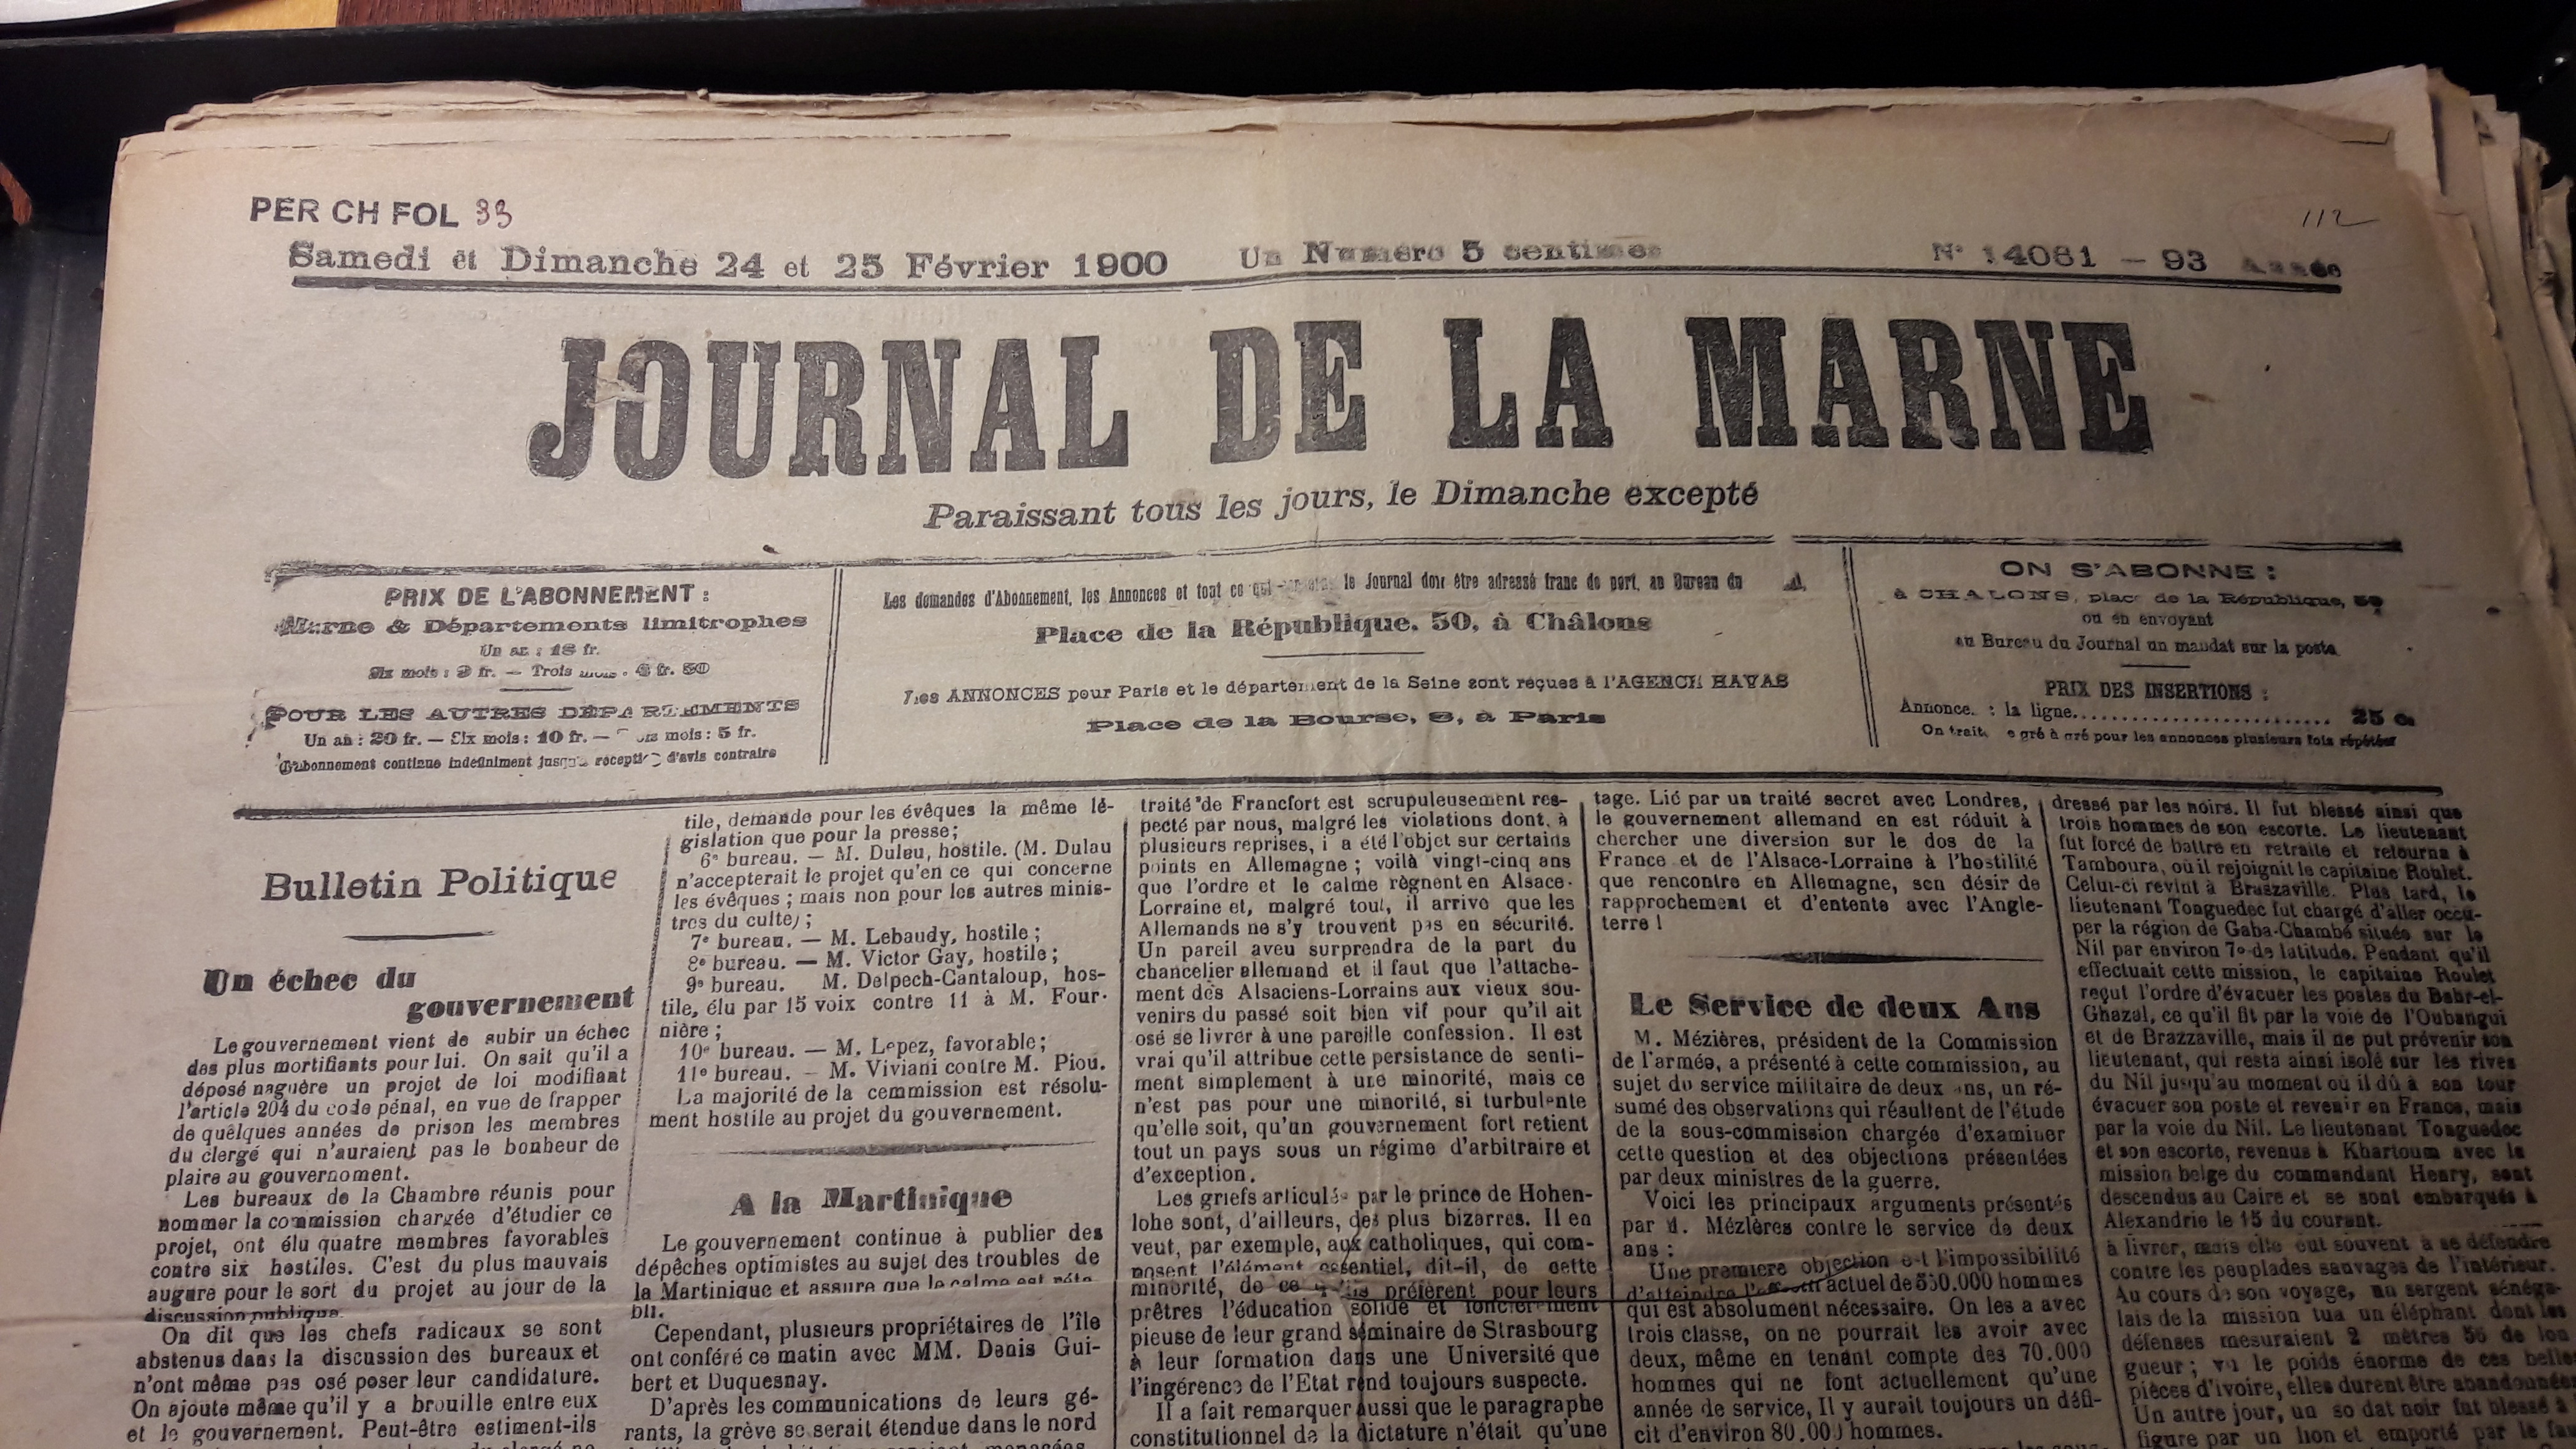 PER CH FOL 33
112
Samedi et Dimanche 24 et 25 Février 1900
Un Numéro 5 centimes
N° 14081 — 93 Année
JOURNAL DE LA MARNE
Paraissant tous les jours, le Dimanche excepté
PRIX DE L'ABONNEMENT :
Marne & Départements limitrophes
Un an : 18 fr.
Six mois : 9 fr. — Trois mois : 4 fr. 50
POUR LES AUTRES DÉPARTEMENTS
Un an : 20 fr. — Six mois : 10 fr. — mois : 5 fr.
L'abonnement continue indéfiniment jusqu'à réception d'avis contraire
Les demandes d'Abonnement, les Annonces et tout ce qui le Journal doit être adressé franc de port, au Bureau du
Place de la République. 50, à Châlons
Les ANNONCES pour Paris et le département de la Seine sont reçues à l'AGENCE HAVAS
Place de la Bourse, 8, à Paris
ON S'ABONNE :
à CHALONS, place de la République, 50
ou en envoyant
au Bureau du Journal un mandat sur la poste
PRIX DES INSERTIONS :
Annonce. : la ligne.............................. 25 c.
On trait. e gré à gré pour les annonces plusieurs fois répétées
Bulletin Politique
Un échec du
gouvernement
Le gouvernement vient de subir un échec
des plus mortifiants pour lui. On sait qu'il a
déposé naguère un projet de loi modifiant
l'article 204 du code pénal, en vue de frapper
de quelques années de prison les membres
du clergé qui n'auraient pas le bonheur de
plaire au gouvernoment.
Les bureaux de la Chambre réunis pour
nommer la commission chargée d'étudier ce
projet, ont élu quatre membres favorables
contre six hostiles. C'est du plus mauvais
augure pour le sort du projet au jour de la
discussion publique.
On dit que les chefs radicaux se sont
abstenus dans la discussion des bureaux et
n'ont même pas osé poser leur candidature.
On ajoute même qu'il y a brouille entre eux
et le gouvernement. Peut-être estiment-ils
tile, demande pour les évêques la même lé-
gislation que pour la presse;
6e bureau. — M. Dulau, hostile. (M. Dulau
n'accepterait le projet qu'en ce qui concerne
les évêques ; mais non pour les autres minis-
tres du culte) ;
7e bureau. — M. Lebaudy, hostile ;
8e bureau. — M. Victor Gay, hostile ;
9e bureau. M. Delpech-Cantaloup, hos-
tile, élu par 15 voix contre 11 à M. Four-
nière ;
10e bureau. — M. Lepez, favorable ;
11e bureau. — M. Viviani contre M. Piou.
La majorité de la cemmission est résolu-
ment hostile au projet du gouvernement.
A la Martinique
Le gouvernement continue à publier des
dépêches optimistes au sujet des troubles de
la Martinique et assure que le calme est réta-
bli.
Cependant, plusieurs propriétaires de l'île
ont conféré ce matin avec MM. Denis Gui-
bert et Duquesnay.
D'après les communications de leurs gé-
rants, la grève se serait étendue dans le nord
menacées
traité de Francfort est scrupuleusement res-
pecté par nous, malgré les violations dont, à
plusieurs reprises, i a été l'objet sur certains
points en Allemagne ; voilà vingt-cinq ans
que l'ordre et le calme règnent en Alsace-
Lorraine et, malgré tout, il arrive que les
Allemands ne s'y trouvent pas en sécurité.
Un pareil aveu surprendra de la part du
chancelier allemand et il faut que l'attache-
ment des Alsaciens-Lorrains aux vieux sou-
venirs du passé soit bien vif pour qu'il ait
osé se livrer à une pareille confession. Il est
vrai qu'il attribue cette persistance de senti-
ment simplement à une minorité, mais ce
n'est pas pour une minorité, si turbulente
qu'elle soit, qu'un gouvernement fort retient
tout un pays sous un régime d'arbitraire et
d'exception.
Les griefs articulés par le prince de Hohen-
lohe sont, d'ailleurs, des plus bizarres. Il en
veut, par exemple, aux catholiques, qui com-
posent l'élément essentiel, dit-il, de cette
minorité, de ce préfèrent pour leurs
prêtres l'éducation solide et foncièrement
pieuse de leur grand séminaire de Strasbourg
à leur formation dans une Université que
l'ingérence de l'Etat rend toujours suspecte.
Il a fait remarquer aussi que le paragraphe
constitutionnel de la dictature n'était qu'une
tage. Lié par un traité secret avec Londres,
le gouvernement allemand en est réduit à
chercher une diversion sur le dos de la
France et de l'Alsace-Lorraine à l'hostilité
que rencontre en Allemagne, son désir de
rapprochement et d'entente avec l'Angle-
terre !
Le Service de deux Ans
M. Mézières, président de la Commission
de l'armée, a présenté à cette commission, au
sujet du service militaire de deux ans, un ré-
sumé des observations qui résultent de l'étude
de la sous-commission chargée d'examiner
cette question et des objections présentées
par deux ministres de la guerre.
Voici les principaux arguments présentés
par M. Mézières contre le service de deux
ans :
Une première objection est l'impossibilité
d'atteindre actuel de 550.000 hommes
qui est absolument nécessaire. On les a avec
trois classe, on ne pourrait les avoir avec
deux, même en tenant compte des 70.000
hommes qui ne font actuellement qu'une
année de service, Il y aurait toujours un défi-
cit d'environ 80.000 hommes.
dressé par les noirs. Il fut blessé ainsi que
trois hommes de son escorte. Le lieutenant
fut forcé de battre en retraite et retourna à
Tamboura, où il rejoignit le capitaine Roulet.
Celui-ci revint à Brazzaville. Plus tard, le
lieutenant Tonguedec fut chargé d'aller occu-
per la région de Gaba-Chambé située sur le
Nil par environ 7° de latitude. Pendant qu'il
effectuait cette mission, le capitaine Roulet
reçut l'ordre d'évacuer les postes du Bahr-el-
Ghazal, ce qu'il fit par la voie de l'Oubangui
et de Brazzaville, mais il ne put prévenir son
lieutenant, qui resta ainsi isolé sur les rives
du Nil jusqu'au moment où il dû à son tour
évacuer son poste et revenir en France, mais
par la voie du Nil. Le lieutenant Tonguedec
et son escorte, revenus à Khartoum avec la
mission belge du commandant Henry, sont
descendus au Caire et se sont embarqués à
Alexandrie le 15 du courant.
à livrer, mais elle eut souvent à se défendre
contre les peuplades sauvages de l'intérieur.
Au cours de son voyage, un sergent sénéga-
lais de la mission tua un éléphant dont les
défenses mesuraient 2 mètres 56 de lon
gueur ; vu le poids énorme de ces belles
pièces d'ivoire, elles durent être abandonnées
Un autre jour, un so dat noir fut blessé à
figure par un lion et emporté par le